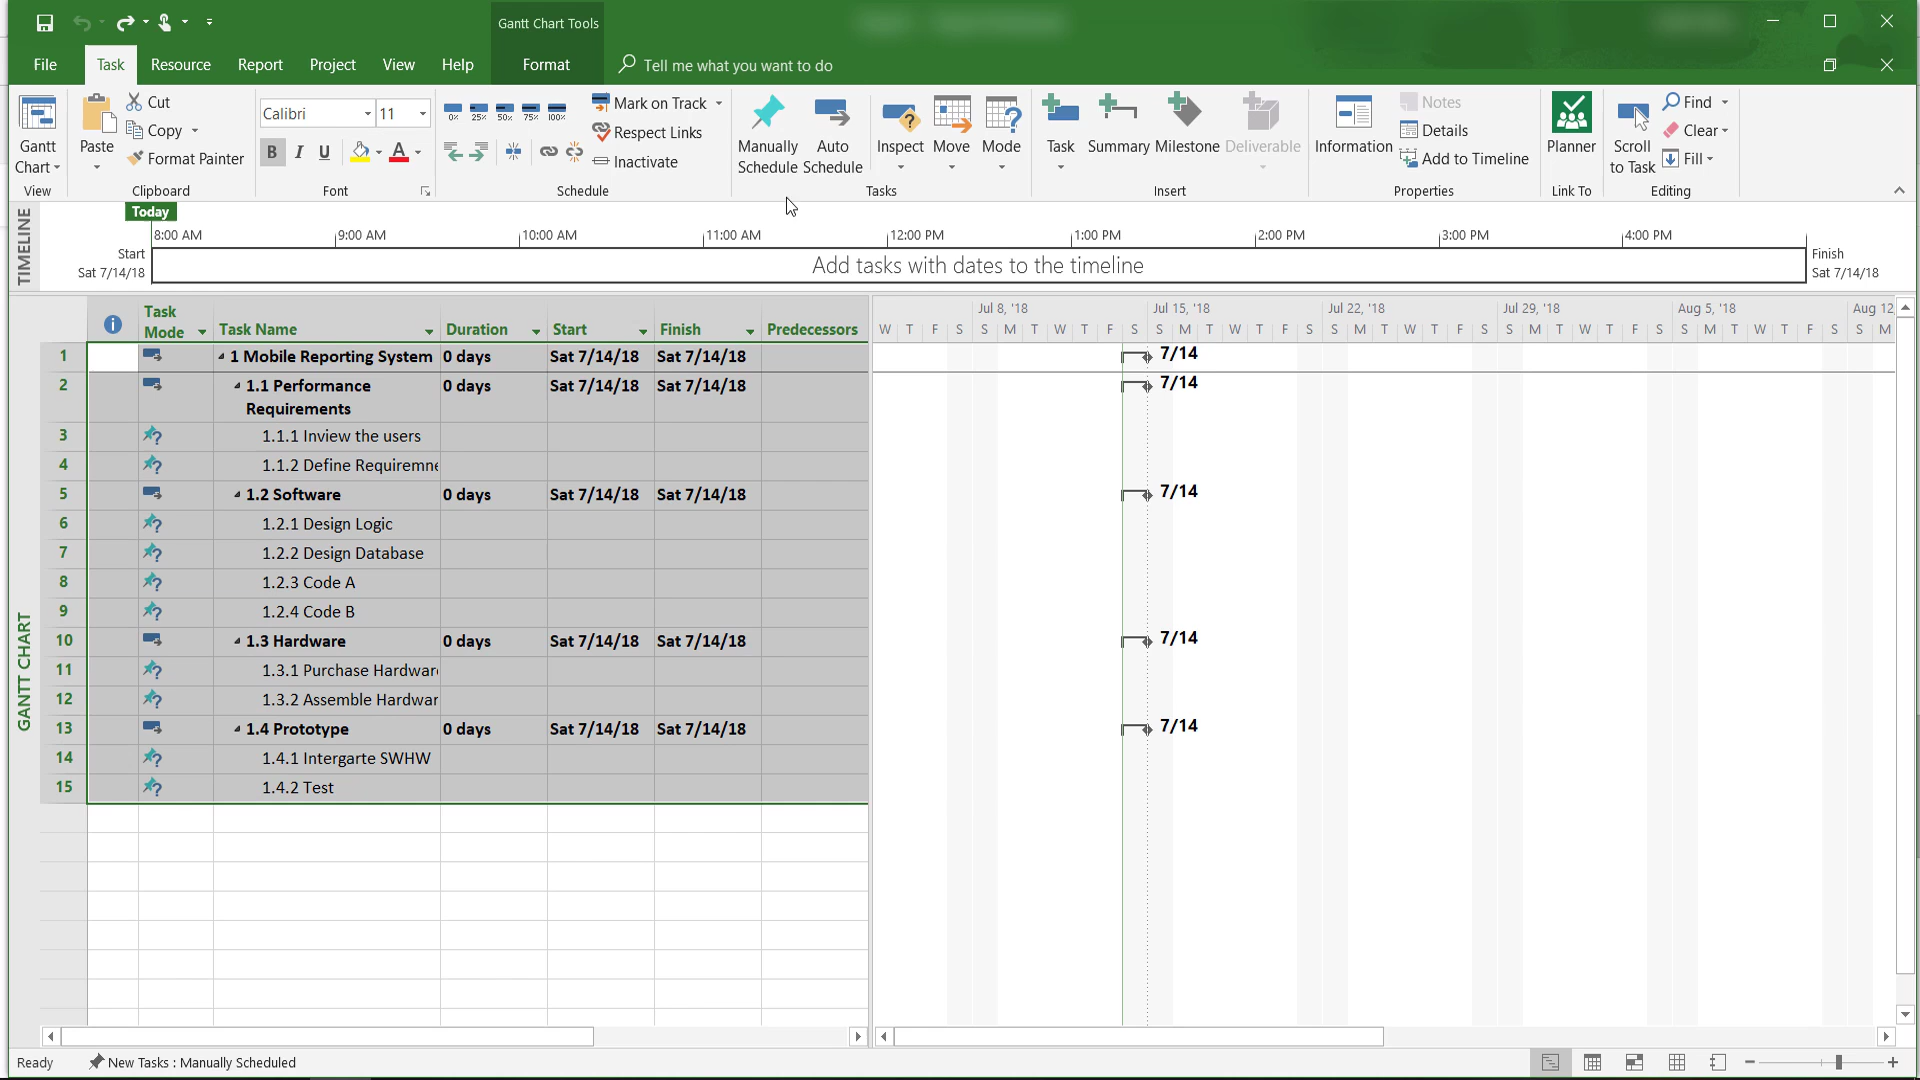 Gantt Chart Tools
File Task Resource Report Project View Help Format Tell me what you want to do
Gantt Chart
View
Paste
Cut
Copy
Format Painter
Clipboard
Calibri 11
B I U A
Font
0% 25% 50% 75% 100%
Mark on Track
Respect Links
Inactivate
Schedule
Manually Schedule
Auto Schedule
Inspect
Move
Mode
Tasks
Task
Summary
Milestone
Deliverable
Insert
Information
Notes
Details
Add to Timeline
Properties
Planner
Link To
Scroll to Task
Find
Clear
Fill
Editing
TIMELINE
Today
8:00 AM 9:00 AM 10:00 AM 11:00 AM 12:00 PM 1:00 PM 2:00 PM 3:00 PM 4:00 PM
Start
Sat 7/14/18
Add tasks with dates to the timeline
Finish
Sat 7/14/18
GANTT CHART
Task Mode Task Name Duration Start Finish Predecessors
Jul 8, '18 Jul 15, '18 Jul 22, '18 Jul 29, '18 Aug 5, '18 Aug 12
W T F S S M T W T F S S M T W T F S S M T W T F S S M T W T F S S M T W T F S S M
1 1 Mobile Reporting System 0 days Sat 7/14/18 Sat 7/14/18 7/14
2 1.1 Performance Requirements 0 days Sat 7/14/18 Sat 7/14/18 7/14
3 1.1.1 Inview the users
4 1.1.2 Define Requiremne
5 1.2 Software 0 days Sat 7/14/18 Sat 7/14/18 7/14
6 1.2.1 Design Logic
7 1.2.2 Design Database
8 1.2.3 Code A
9 1.2.4 Code B
10 1.3 Hardware 0 days Sat 7/14/18 Sat 7/14/18 7/14
11 1.3.1 Purchase Hardwar
12 1.3.2 Assemble Hardwar
13 1.4 Prototype 0 days Sat 7/14/18 Sat 7/14/18 7/14
14 1.4.1 Intergarte SWHW
15 1.4.2 Test
Ready New Tasks : Manually Scheduled